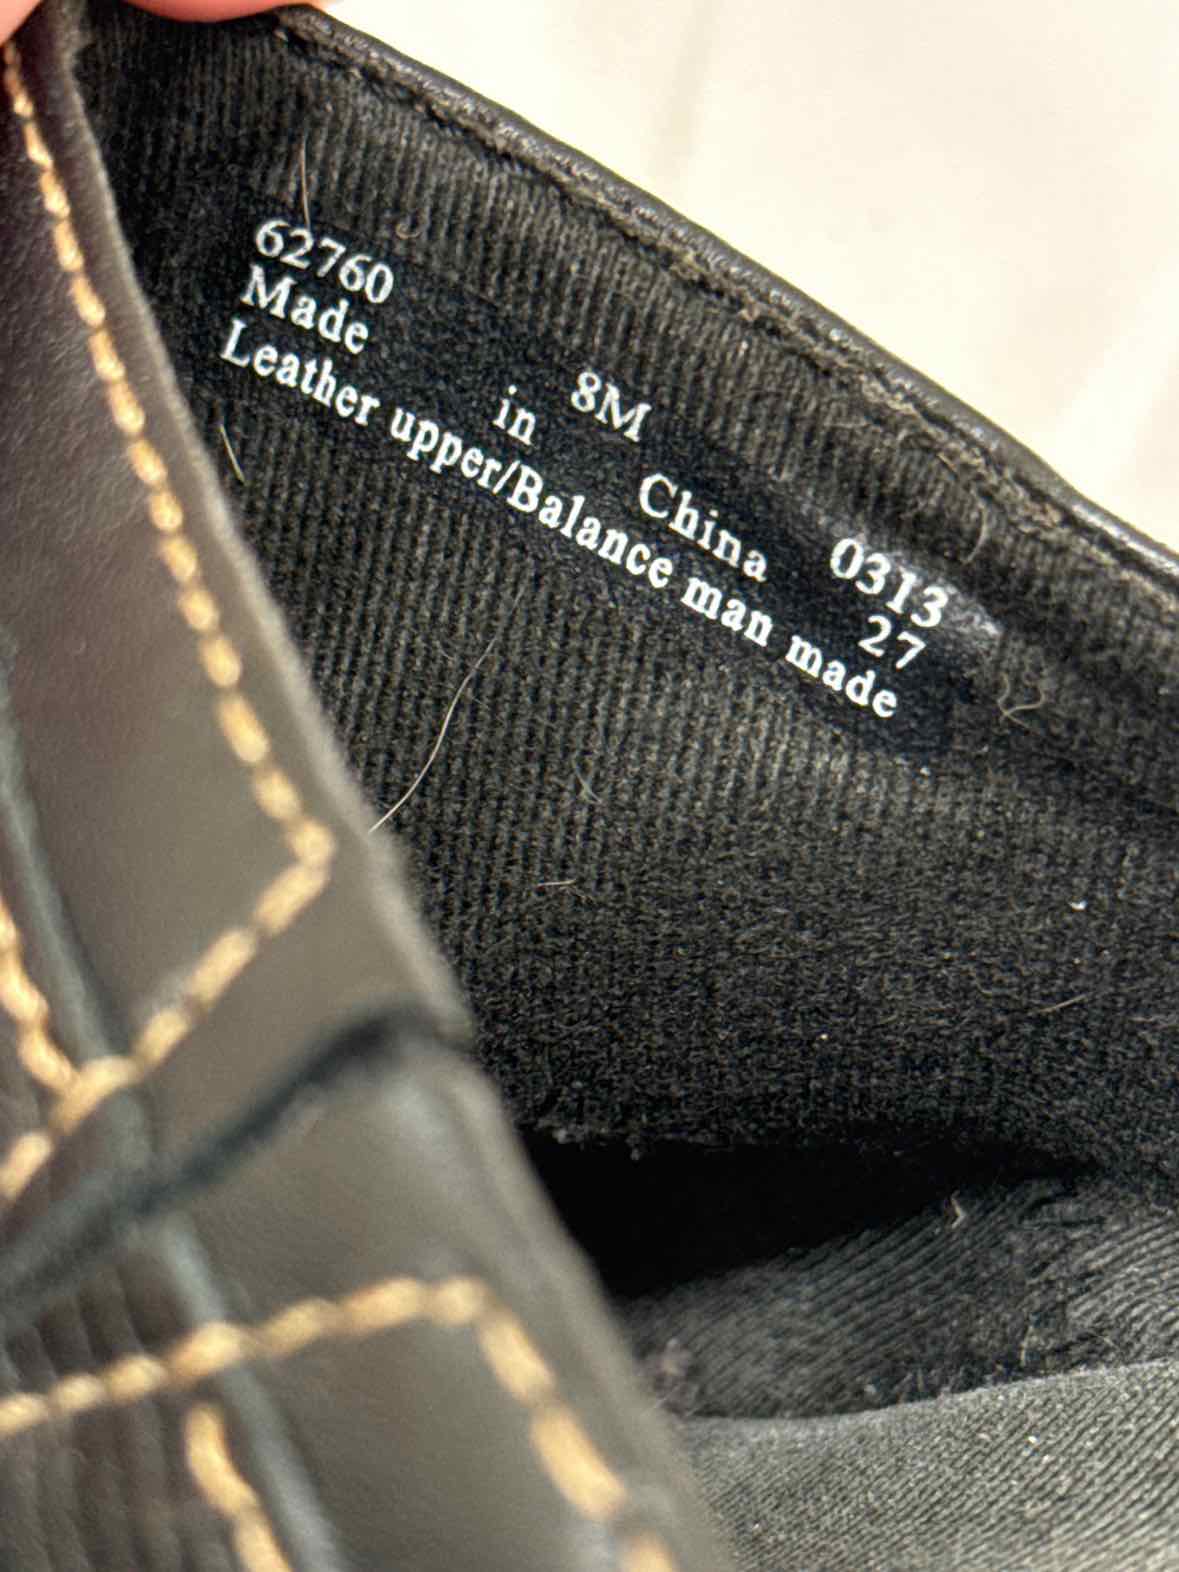 62760 8M 0313
Made in China 27
Leather upper/Balance man made